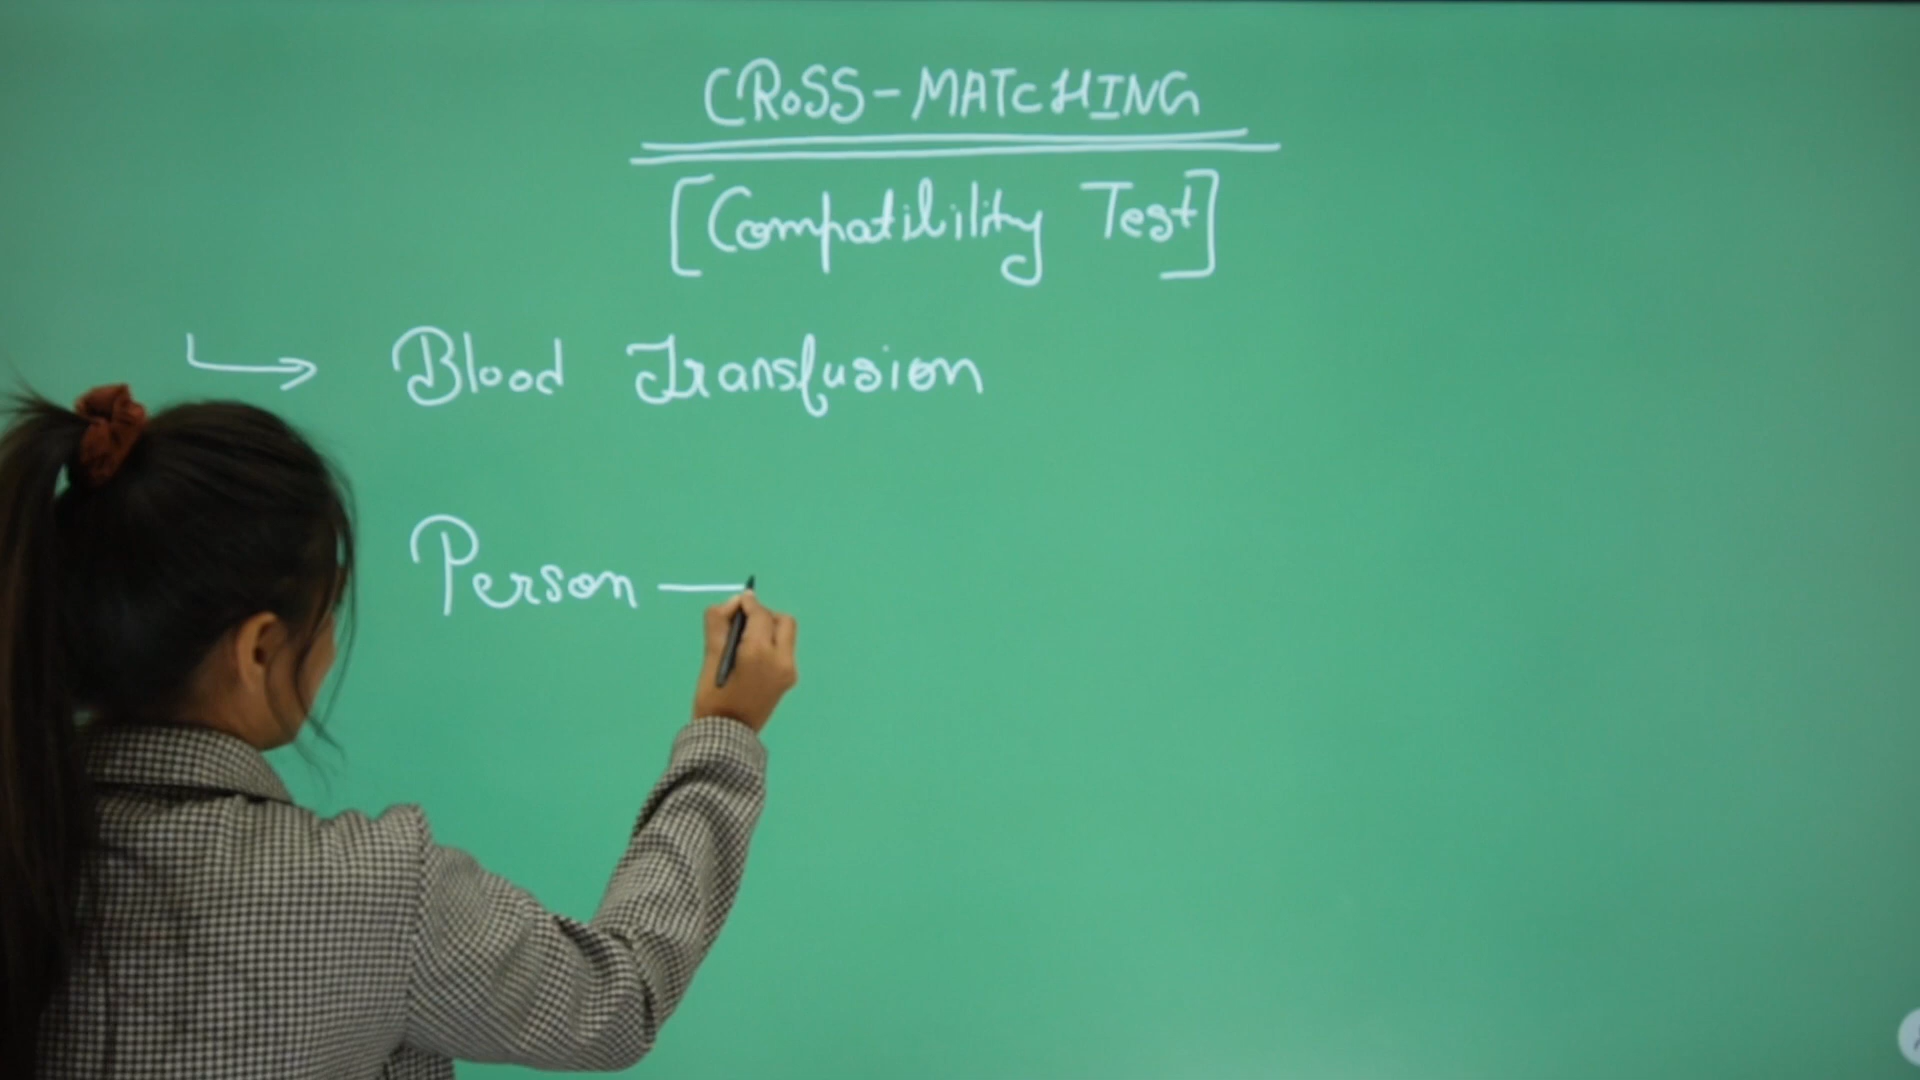 CROSS-MATCHING
[Compatibility Test]
↳ Blood Transfusion
Person —